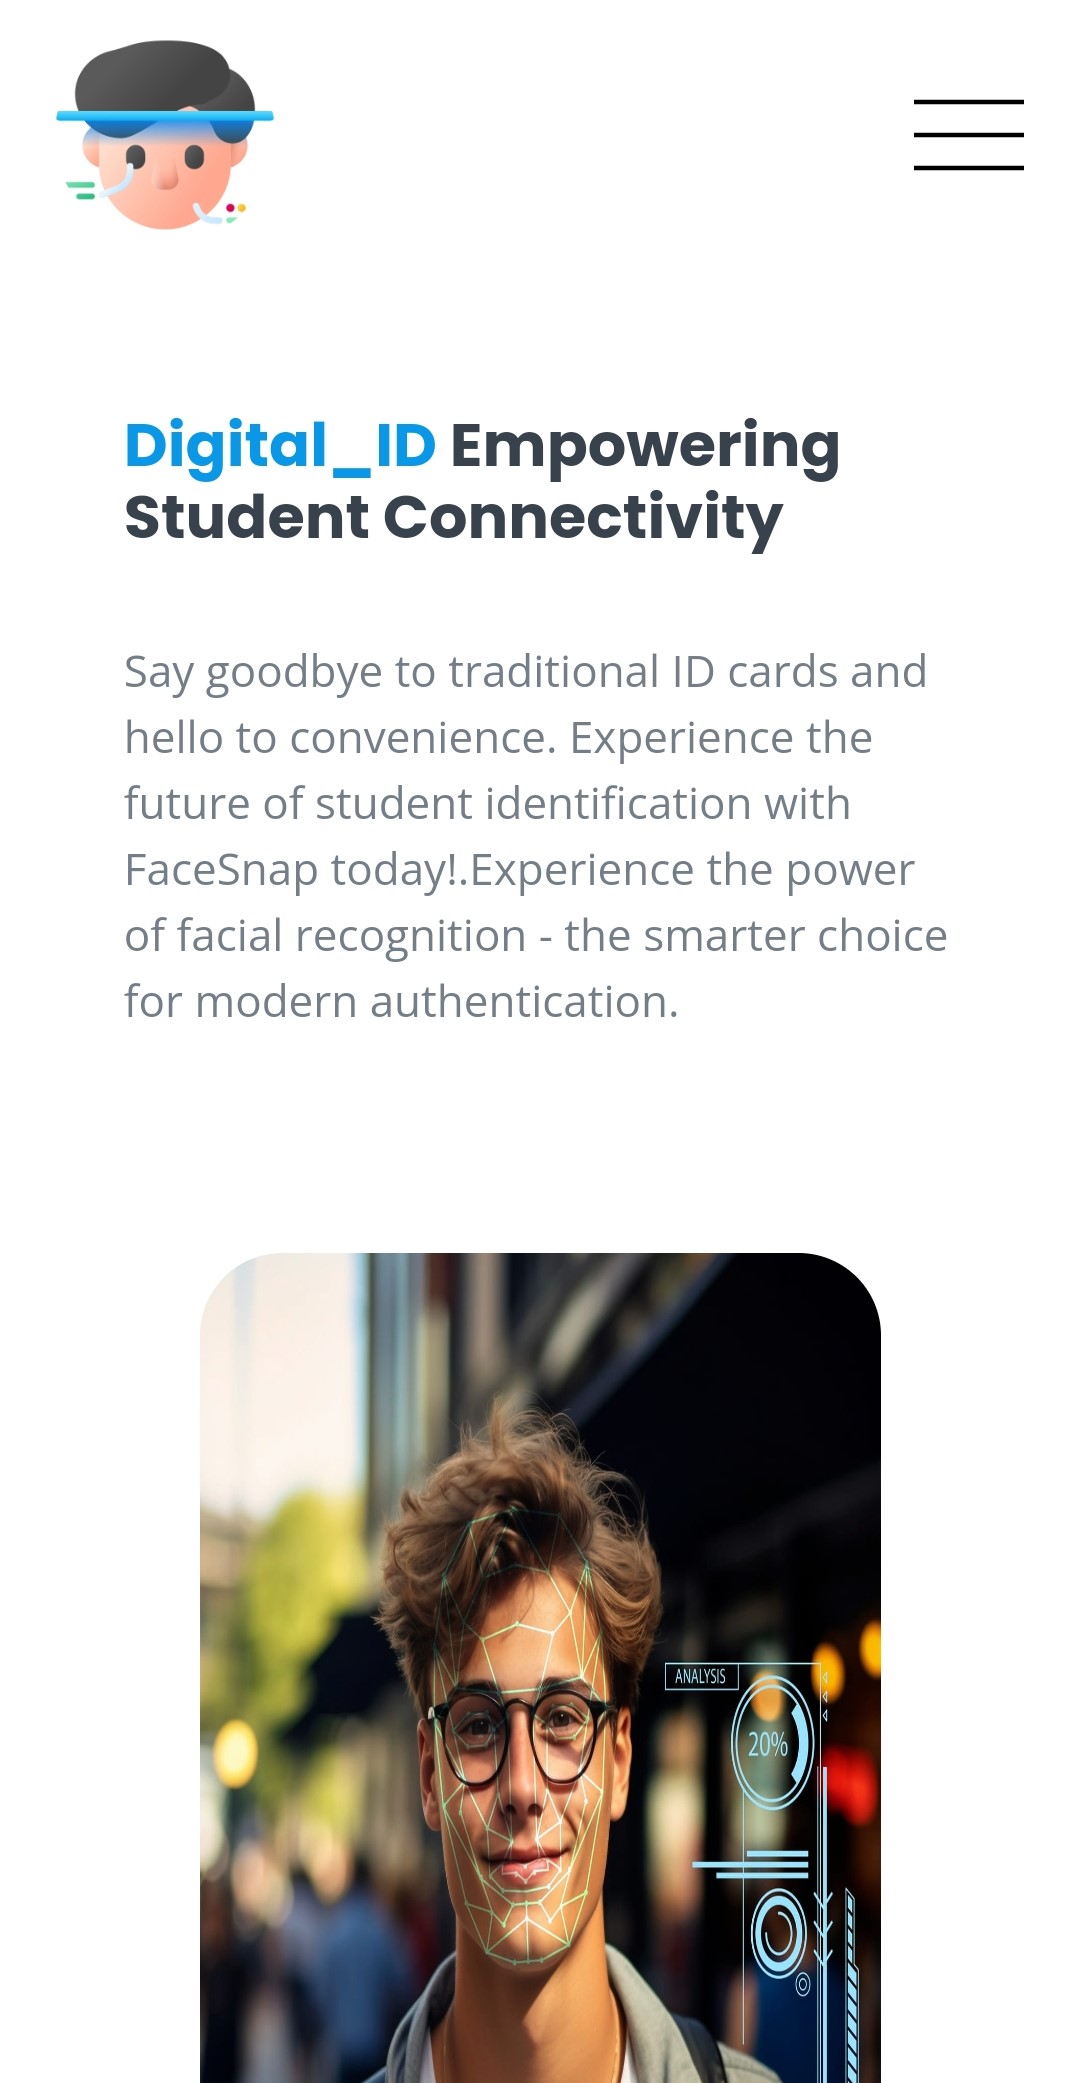 Digital_ID Empowering
Student Connectivity
Say goodbye to traditional ID cards and
hello to convenience. Experience the
future of student identification with
FaceSnap today!.Experience the power
of facial recognition - the smarter choice
for modern authentication.
ANALYSIS
20%